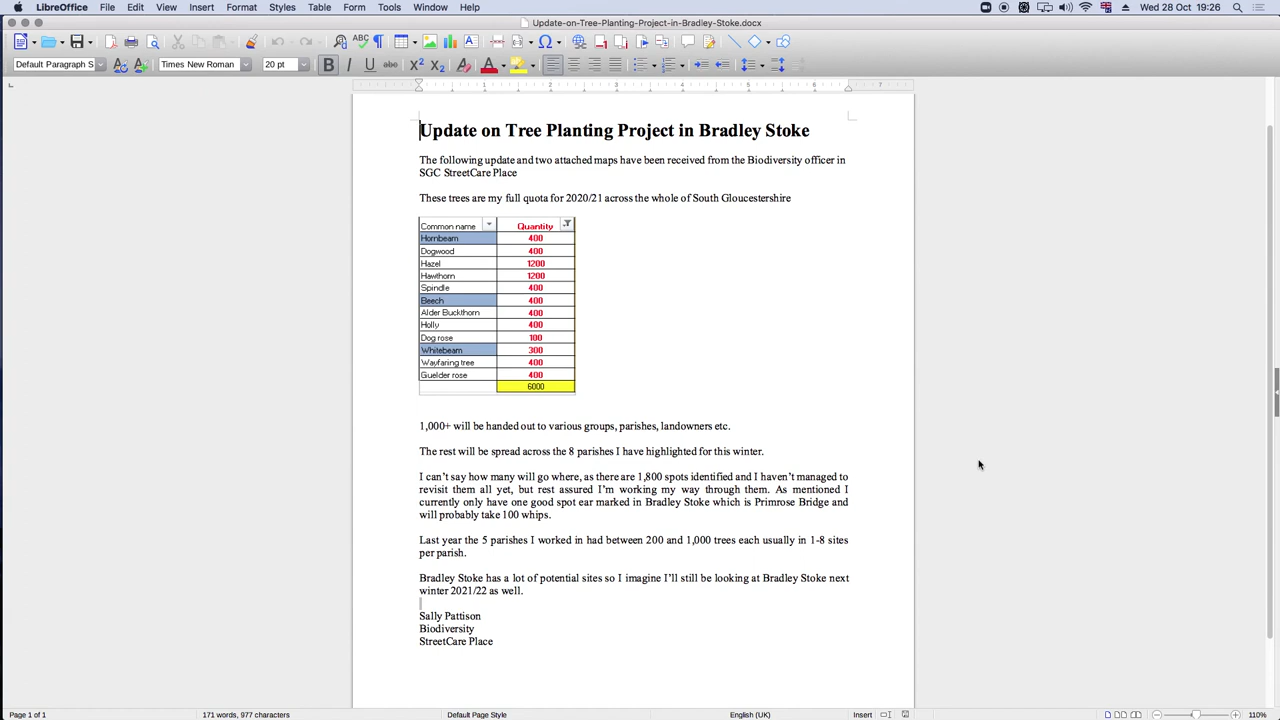 LibreOffice File Edit View Insert Format Styles Table Form Tools Window Help Wed 28 Oct 19:26
Update-on-Tree-Planting-Project-in-Bradley-Stoke.docx
Default Paragraph S Times New Roman 20 pt
1 2 3 4 5 6 7
Update on Tree Planting Project in Bradley Stoke
The following update and two attached maps have been received from the Biodiversity officer in
SGC StreetCare Place
These trees are my full quota for 2020/21 across the whole of South Gloucestershire
Common name Quantity
Hornbeam 400
Dogwood 400
Hazel 1200
Hawthorn 1200
Spindle 400
Beech 400
Alder Buckthorn 400
Holly 400
Dog rose 100
Whitebeam 300
Wayfaring tree 400
Guelder rose 400
6000
1,000+ will be handed out to various groups, parishes, landowners etc.
The rest will be spread across the 8 parishes I have highlighted for this winter.
I can't say how many will go where, as there are 1,800 spots identified and I haven't managed to
revisit them all yet, but rest assured I'm working my way through them. As mentioned I
currently only have one good spot ear marked in Bradley Stoke which is Primrose Bridge and
will probably take 100 whips.
Last year the 5 parishes I worked in had between 200 and 1,000 trees each usually in 1-8 sites
per parish.
Bradley Stoke has a lot of potential sites so I imagine I'll still be looking at Bradley Stoke next
winter 2021/22 as well.
Sally Pattison
Biodiversity
StreetCare Place
Page 1 of 1 171 words, 977 characters Default Page Style English (UK) Insert 110%